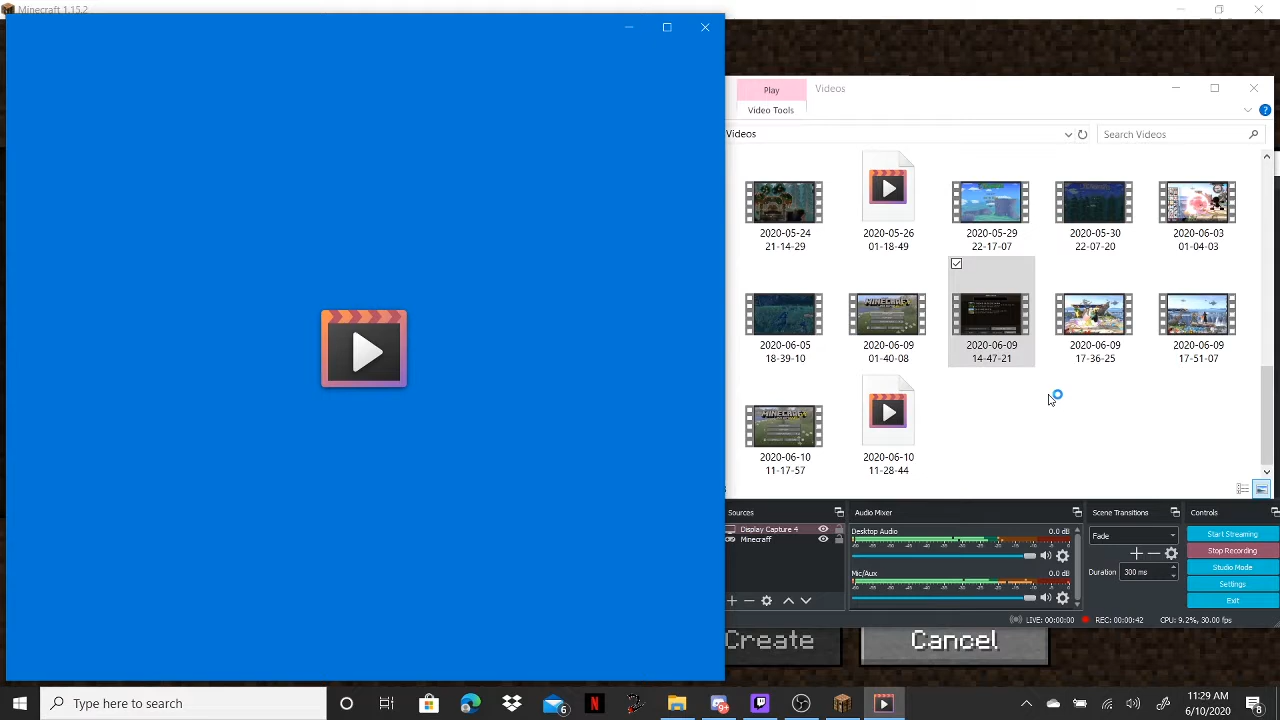 Minecraft 1.15.2
Play
Videos
Video Tools
Videos
Search Videos
2020-05-24
21-14-29
2020-05-26
01-18-49
2020-05-29
22-17-07
2020-05-30
22-07-20
2020-06-03
01-04-03
2020-06-05
18-39-10
2020-06-09
01-40-08
2020-06-09
14-47-21
2020-06-09
17-36-25
2020-06-09
17-51-07
MINECRAFT
MINECRAFT
2020-06-10
11-17-57
2020-06-10
11-28-44
Sources
Audio Mixer
Scene Transitions
Controls
Display Capture 4
Minecraft
Desktop Audio
0.0 dB
Mic/Aux
0.0 dB
Fade
Duration
300 ms
Start Streaming
Stop Recording
Studio Mode
Settings
Exit
LIVE: 00:00:00
REC: 00:00:42
CPU: 9.2%, 30.00 fps
Create
Cancel
Type here to search
6
11:29 AM
6/10/2020
8